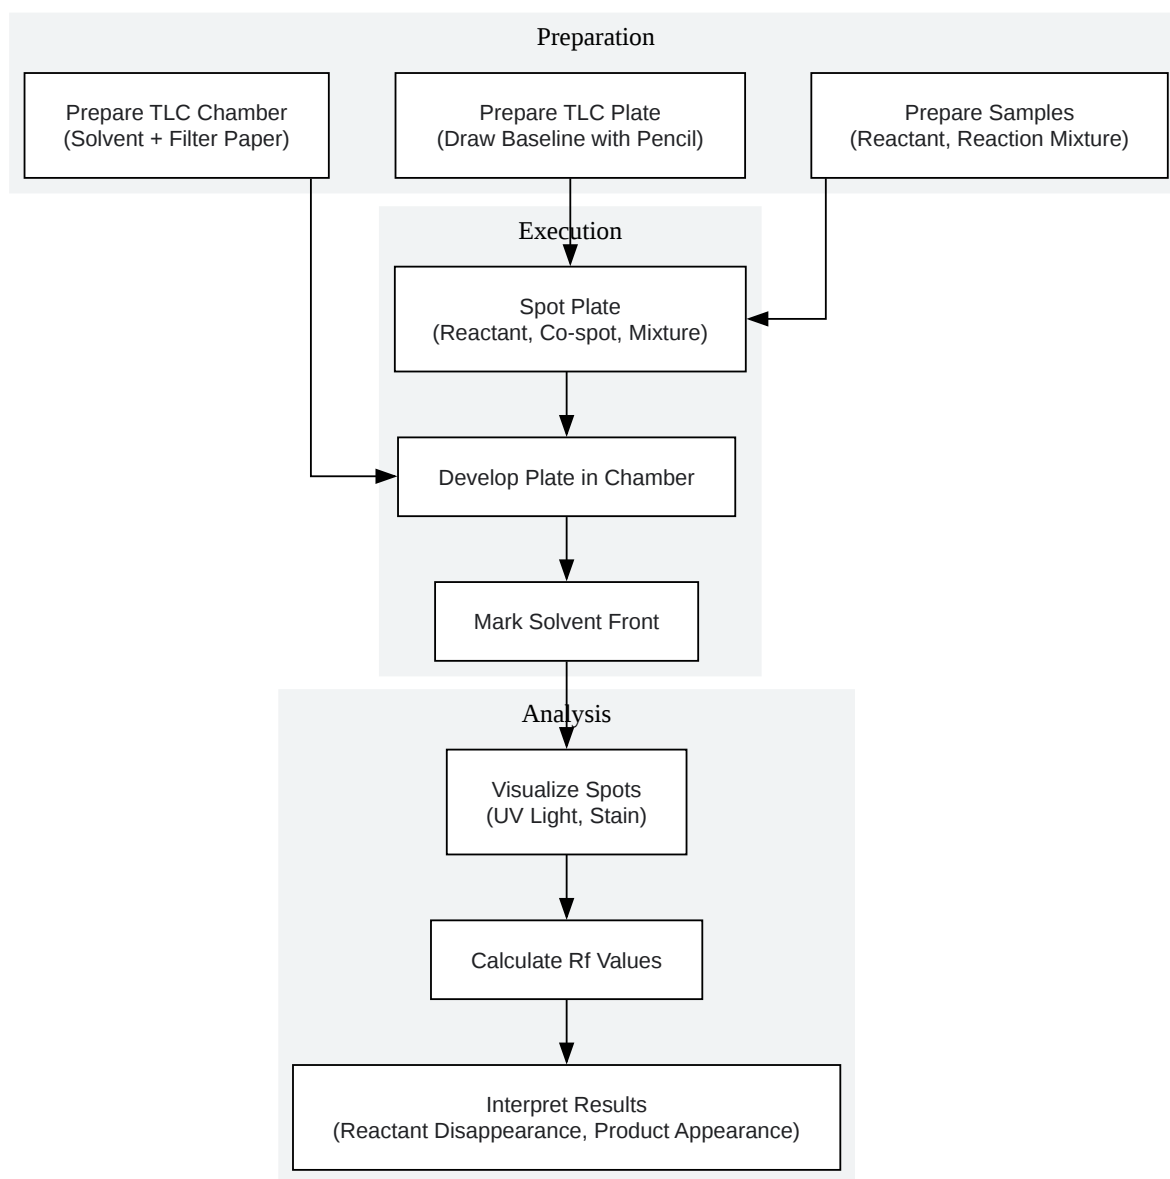 Preparation
Prepare TLC Chamber
(Solvent + Filter Paper)
Prepare TLC Plate
(Draw Baseline with Pencil)
Prepare Samples
(Reactant, Reaction Mixture)
Execution
Spot Plate
(Reactant, Co-spot, Mixture)
Develop Plate in Chamber
Mark Solvent Front
Analysis
Visualize Spots
(UV Light, Stain)
Calculate Rf Values
Interpret Results
(Reactant Disappearance, Product Appearance)